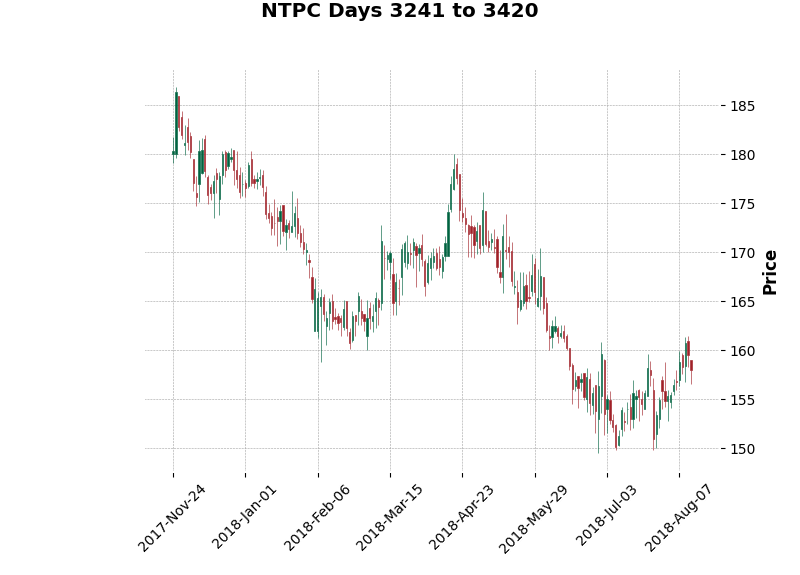 NTPC Days 3241 to 3420
185
180
175
170
165
160
155
150
Price
2017-Nov-24
2018-Jan-01
2018-Feb-06
2018-Mar-15
2018-Apr-23
2018-May-29
2018-Jul-03
2018-Aug-07